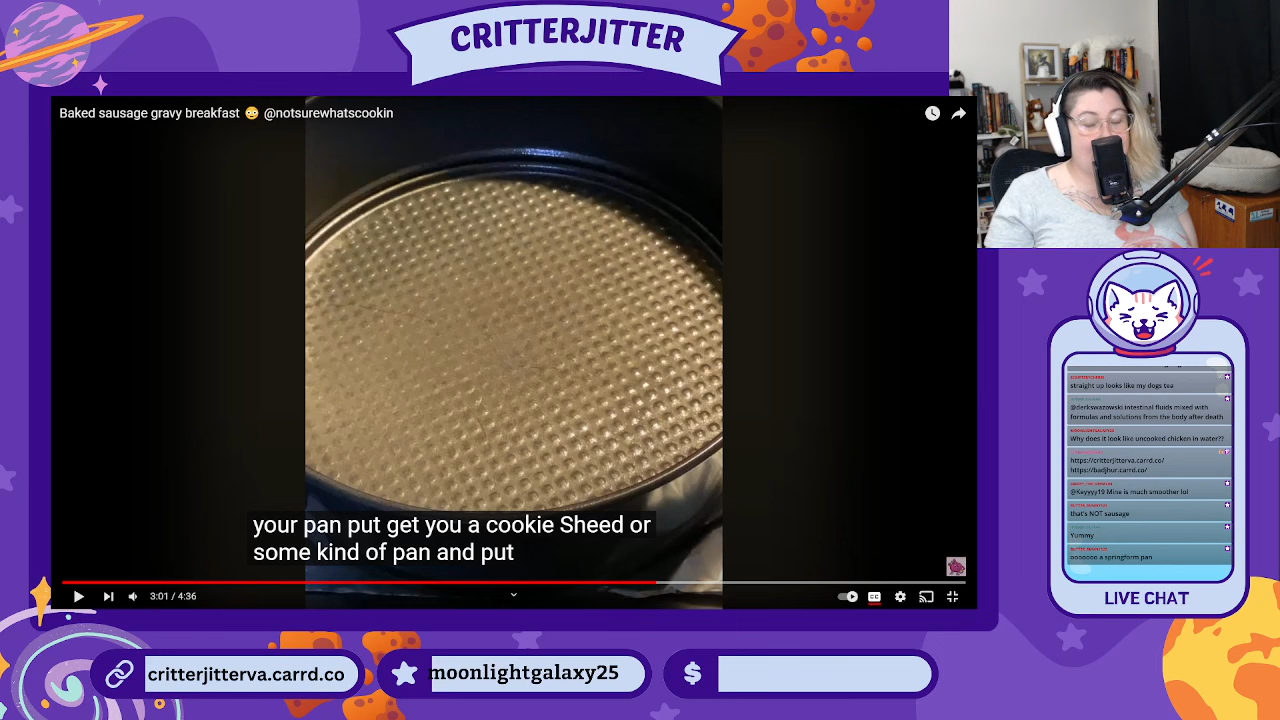 CRITTERJITTER
Baked sausage gravy breakfast 😳 @notsurewhatscookin
your pan put get you a cookie Sheed or
some kind of pan and put
3:01 / 4:36
CC
straight up looks like my dogs tea
@derkswazowski intestinal fluids mixed with
formulas and solutions from the body after death
Why does it look like uncooked chicken in water??
https://critterjitterva.carrd.co/
https://badjhur.carrd.co/
@Keyyyy19 Mine is much smoother lol
that's NOT sausage
Yummy
ooooooo a springform pan
LIVE CHAT
critterjitterva.carrd.co
moonlightgalaxy25
$